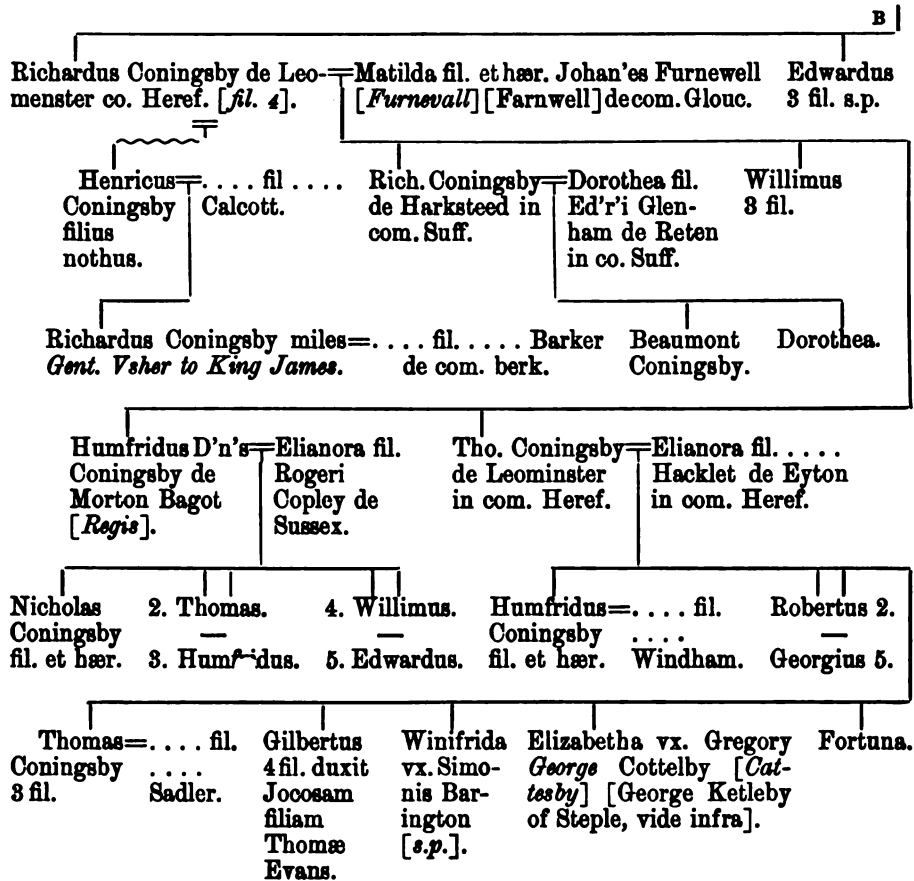 B
Richardus Coningsby de Leo- Matilda fil. et hær. Johan'es Furnewell Edwardus
menster co. Heref. [fil. 4]. [Furnevall] [Farnwell] de com. Glouc. 3 fil. s.p.
Henricus = . . . . fil . . . . Rich. Coningsby = Dorothea fil. Willimus
Coningsby Calcott. de Harksteed in Ed'r'i Glen- 3 fil.
filius com. Suff. ham de Reten
nothus. in co. Suff.
Richardus Coningsby miles = . . . . fil. . . . . Barker Beaumont Dorothea.
Gent. Vsher to King James. de com. berk. Coningsby.
Humfridus D'n's = Elianora fil. Tho. Coningsby = Elianora fil. . . . .
Coningsby de Rogeri de Leominster Hacklet de Eyton
Morton Bagot Copley de in com. Heref. in com. Heref.
[Regis]. Sussex.
Nicholas 2. Thomas. 4. Willimus. Humfridus = . . . . fil. Robertus 2.
Coningsby — — Coningsby . . . . —
fil. et hær. 3. Humfridus. 5. Edwardus. fil. et hær. Windham. Georgius 5.
Thomas = . . . . fil. Gilbertus Winifrida Elizabetha vx. Gregory Fortuna.
Coningsby . . . . 4 fil. duxit vx. Simo- George Cottelby [Cat-
3 fil. Sadler. Jocosam nis Bar- tesby] [George Ketleby
filiam ington of Steple, vide infra].
Thomæ [s.p.].
Evans.